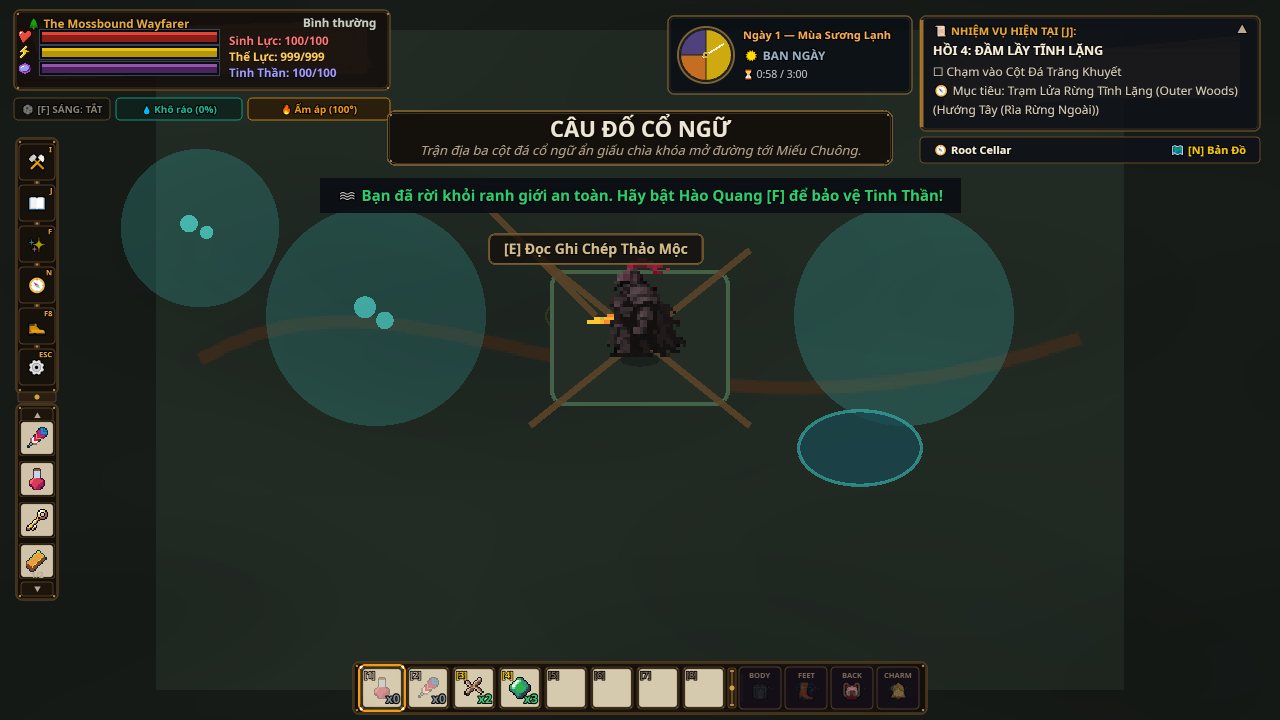 The Mossbound Wayfarer
Bình thường
Sinh Lực: 100/100
Thể Lực: 999/999
Tinh Thần: 100/100
[F] SÁNG: TẮT
Khô ráo (0%)
Ấm áp (100°)
Ngày 1 — Mùa Sương Lạnh
BAN NGÀY
0:58 / 3:00
NHIỆM VỤ HIỆN TẠI [J]:
HỒI 4: ĐẦM LẦY TĨNH LẶNG
☐ Chạm vào Cột Đá Trăng Khuyết
Mục tiêu: Trạm Lửa Rừng Tĩnh Lặng (Outer Woods)
(Hướng Tây (Rìa Rừng Ngoài))
Root Cellar
[N] Bản Đồ
CÂU ĐỐ CỔ NGỮ
Trận địa ba cột đá cổ ngữ ẩn giấu chìa khóa mở đường tới Miếu Chuông.
Bạn đã rời khỏi ranh giới an toàn. Hãy bật Hào Quang [F] để bảo vệ Tinh Thần!
[E] Đọc Ghi Chép Thảo Mộc
I
J
F
N
F8
ESC
[1]
x0
[2]
x0
[3]
x2
[4]
x3
[5]
[6]
[7]
[8]
BODY
FEET
BACK
CHARM